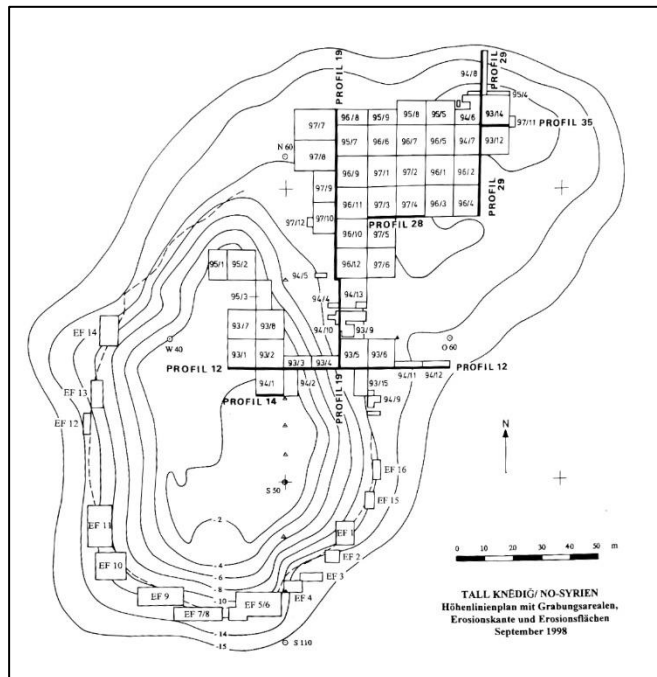 PROFIL 19
PROFIL 29
94/8
95/4
96/8 95/9 95/8 95/5 94/6 93/14
97/11 PROFIL 35
97/7
95/7 96/6 96/7 96/5 94/7 93/12
N 60
97/8
96/9 97/1 97/2 96/1 96/2
97/9
PROFIL 29
96/11 97/3 97/4 96/3 96/4
97/10
97/12
PROFIL 28
96/10 97/5
95/1 95/2
96/12 97/6
94/5
95/3
94/4 94/13
EF 14
93/7 93/8
94/10 93/9
W 40
O 60
93/1 93/2
93/3 93/4 93/5 93/6
PROFIL 12
94/11 94/12
PROFIL 12
94/1 94/2
PROFIL 19
93/15
EF 13
PROFIL 14
94/9
EF 12
N
EF 16
S 50
EF 15
-2
EF 11
EF 1
EF 2
-4
EF 10
-6
EF 3
-8
EF 4
EF 9
-10
EF 5/6
EF 7/8
-14
-15
S 110
0 10 20 30 40 50 m
TALL KNĒDIĞ/ NO-SYRIEN
Höhenlinienplan mit Grabungsarealen,
Erosionskante und Erosionsflächen
September 1998